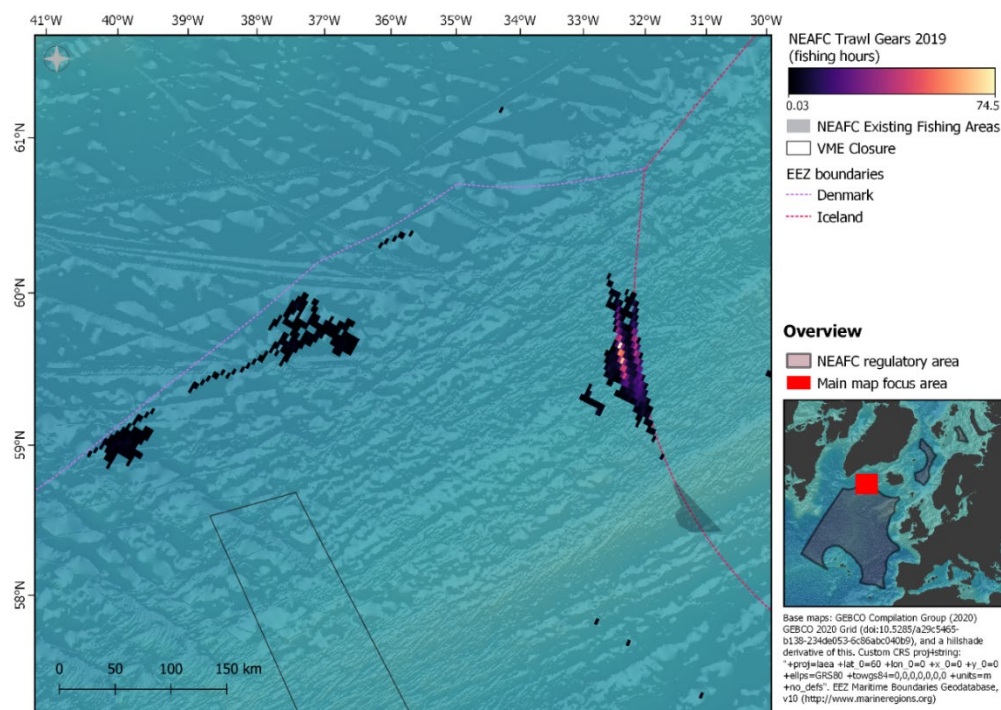 41°W 40°W 39°W 38°W 37°W 36°W 35°W 34°W 33°W 32°W 31°W 30°W
61°N
60°N
59°N
58°N
0 50 100 150 km
NEAFC Trawl Gears 2019
(fishing hours)
0.03 74.5
NEAFC Existing Fishing Areas
VME Closure
EEZ boundaries
Denmark
Iceland
Overview
NEAFC regulatory area
Main map focus area
Base maps: GEBCO Compilation Group (2020)
GEBCO 2020 Grid (doi:10.5285/a29c5465-
b138-234de053-6c86abc040b9), and a hillshade
derivative of this. Custom CRS proj4string:
"+proj=laea +lat_0=60 +lon_0=0 +x_0=0 +y_0=0
+ellps=GRS80 +towgs84=0,0,0,0,0,0,0 +units=m
+no_defs". EEZ Maritime Boundaries Geodatabase,
v10 (http://www.marineregions.org)